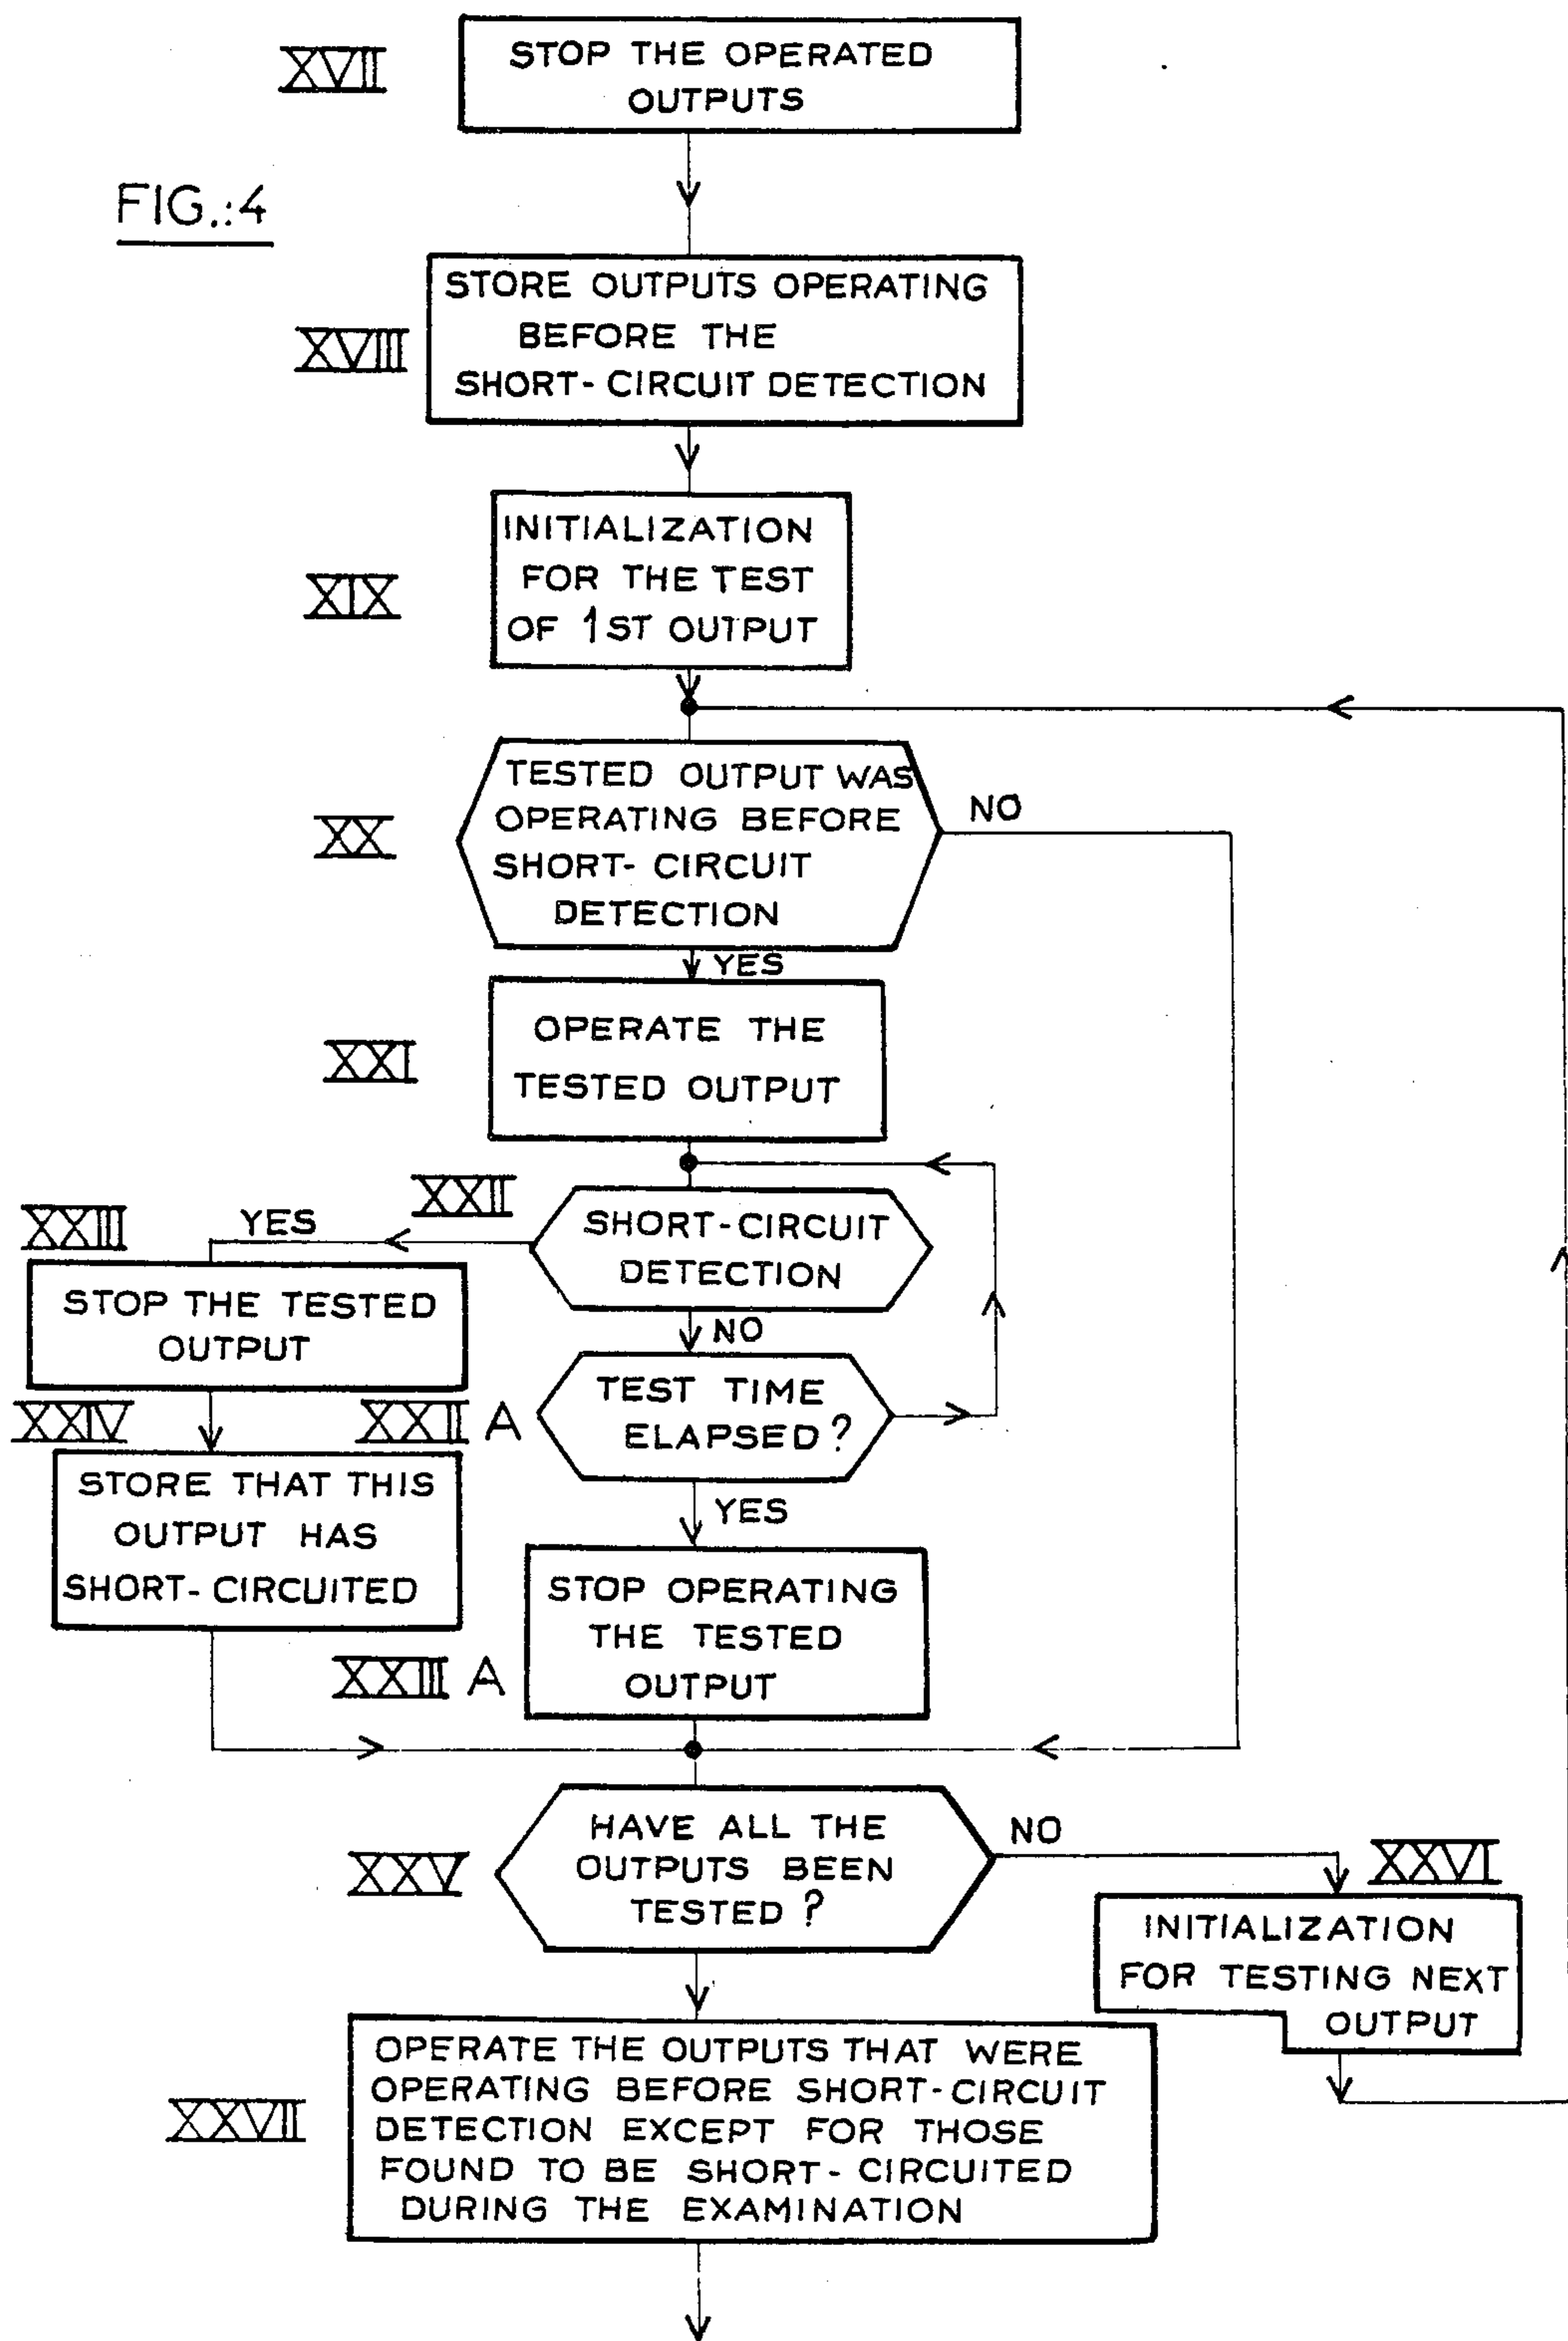 XVII
STOP THE OPERATED
OUTPUTS
FIG.:4
XVIII
STORE OUTPUTS OPERATING
BEFORE THE
SHORT-CIRCUIT DETECTION
XIX
INITIALIZATION
FOR THE TEST
OF 1ST OUTPUT
XX
TESTED OUTPUT WAS
OPERATING BEFORE
SHORT-CIRCUIT
DETECTION
NO
YES
XXI
OPERATE THE
TESTED OUTPUT
XXII
SHORT-CIRCUIT
DETECTION
YES
XXIII
STOP THE TESTED
OUTPUT
NO
XXII A
TEST TIME
ELAPSED?
XXIV
STORE THAT THIS
OUTPUT HAS
SHORT-CIRCUITED
YES
XXIII A
STOP OPERATING
THE TESTED
OUTPUT
XXV
HAVE ALL THE
OUTPUTS BEEN
TESTED?
NO
XXVI
INITIALIZATION
FOR TESTING NEXT
OUTPUT
XXVII
OPERATE THE OUTPUTS THAT WERE
OPERATING BEFORE SHORT-CIRCUIT
DETECTION EXCEPT FOR THOSE
FOUND TO BE SHORT-CIRCUITED
DURING THE EXAMINATION